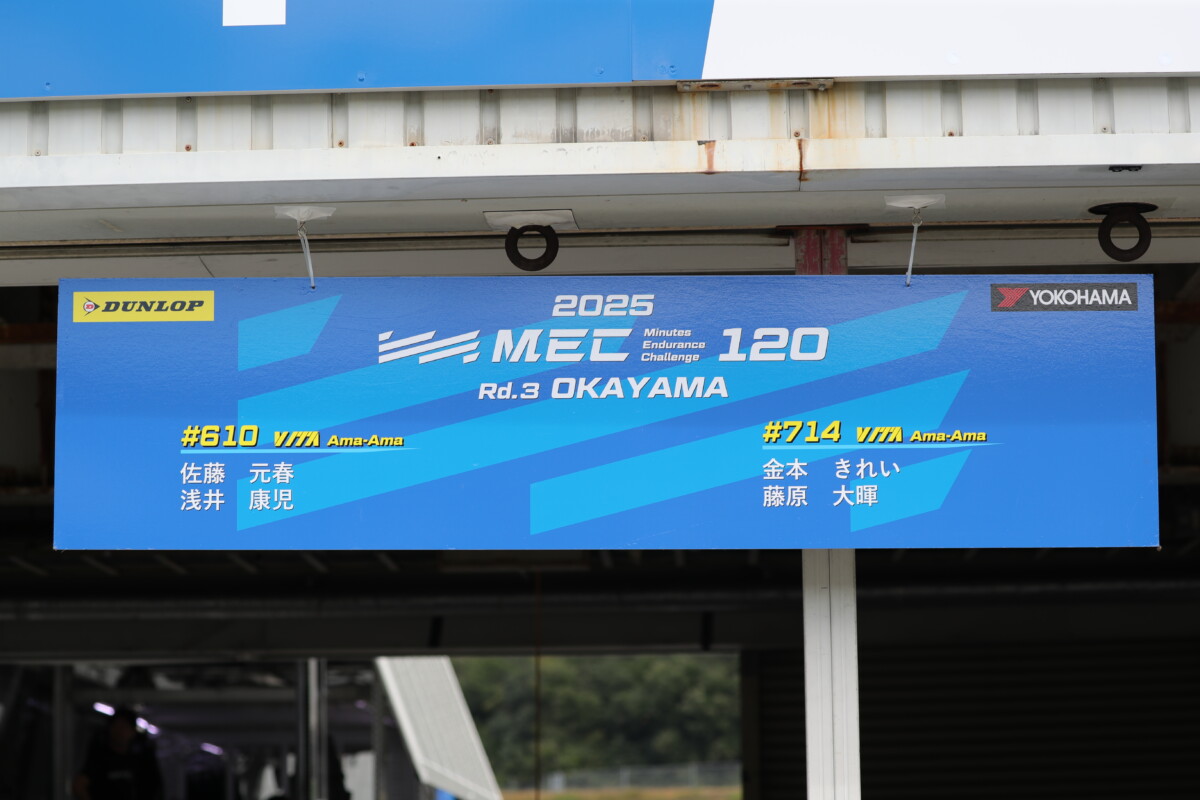 DUNLOP
YOKOHAMA
2025
MEC Minutes Endurance Challenge 120
Rd.3 OKAYAMA
#610 VITA Ama-Ama
佐藤 元春
浅井 康児
#714 VITA Ama-Ama
金本 きれい
藤原 大暉